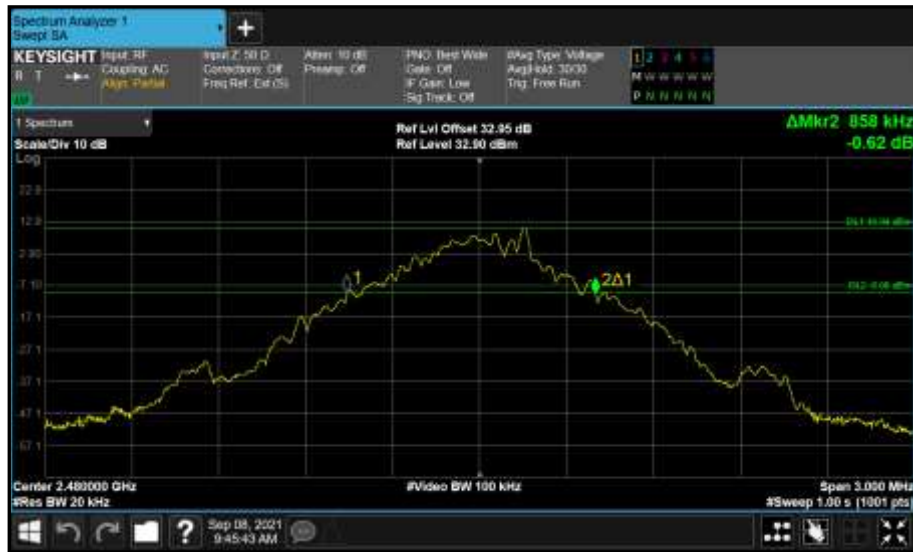 Spectrum Analyzer 1
Swept SA
+
KEYSIGHT
R T
Input: RF
Coupling: AC
Align: Partial
Input Z: 50 Ω
Corrections: Off
Freq Ref: Ext (S)
Atten: 10 dB
Preamp: Off
PNO: Best Wide
Gate: Off
IF Gain: Low
Sig Track: Off
#Avg Type: Voltage
Avg|Hold: 30/30
Trig: Free Run
1 2 3 4 5 6
M W W W W W
P N N N N N
1 Spectrum
Scale/Div 10 dB
Ref Lvl Offset 32.95 dB
Ref Level 32.90 dBm
ΔMkr2 858 kHz
-0.62 dB
Log
22.9
12.9
2.90
-7.10
-17.1
-27.1
-37.1
-47.1
-57.1
1
2Δ1
Center 2.480000 GHz
#Video BW 100 kHz
Span 3.000 MHz
#Res BW 20 kHz
#Sweep 1.00 s (1001 pts)
?
Sep 08, 2021
9:45:43 AM